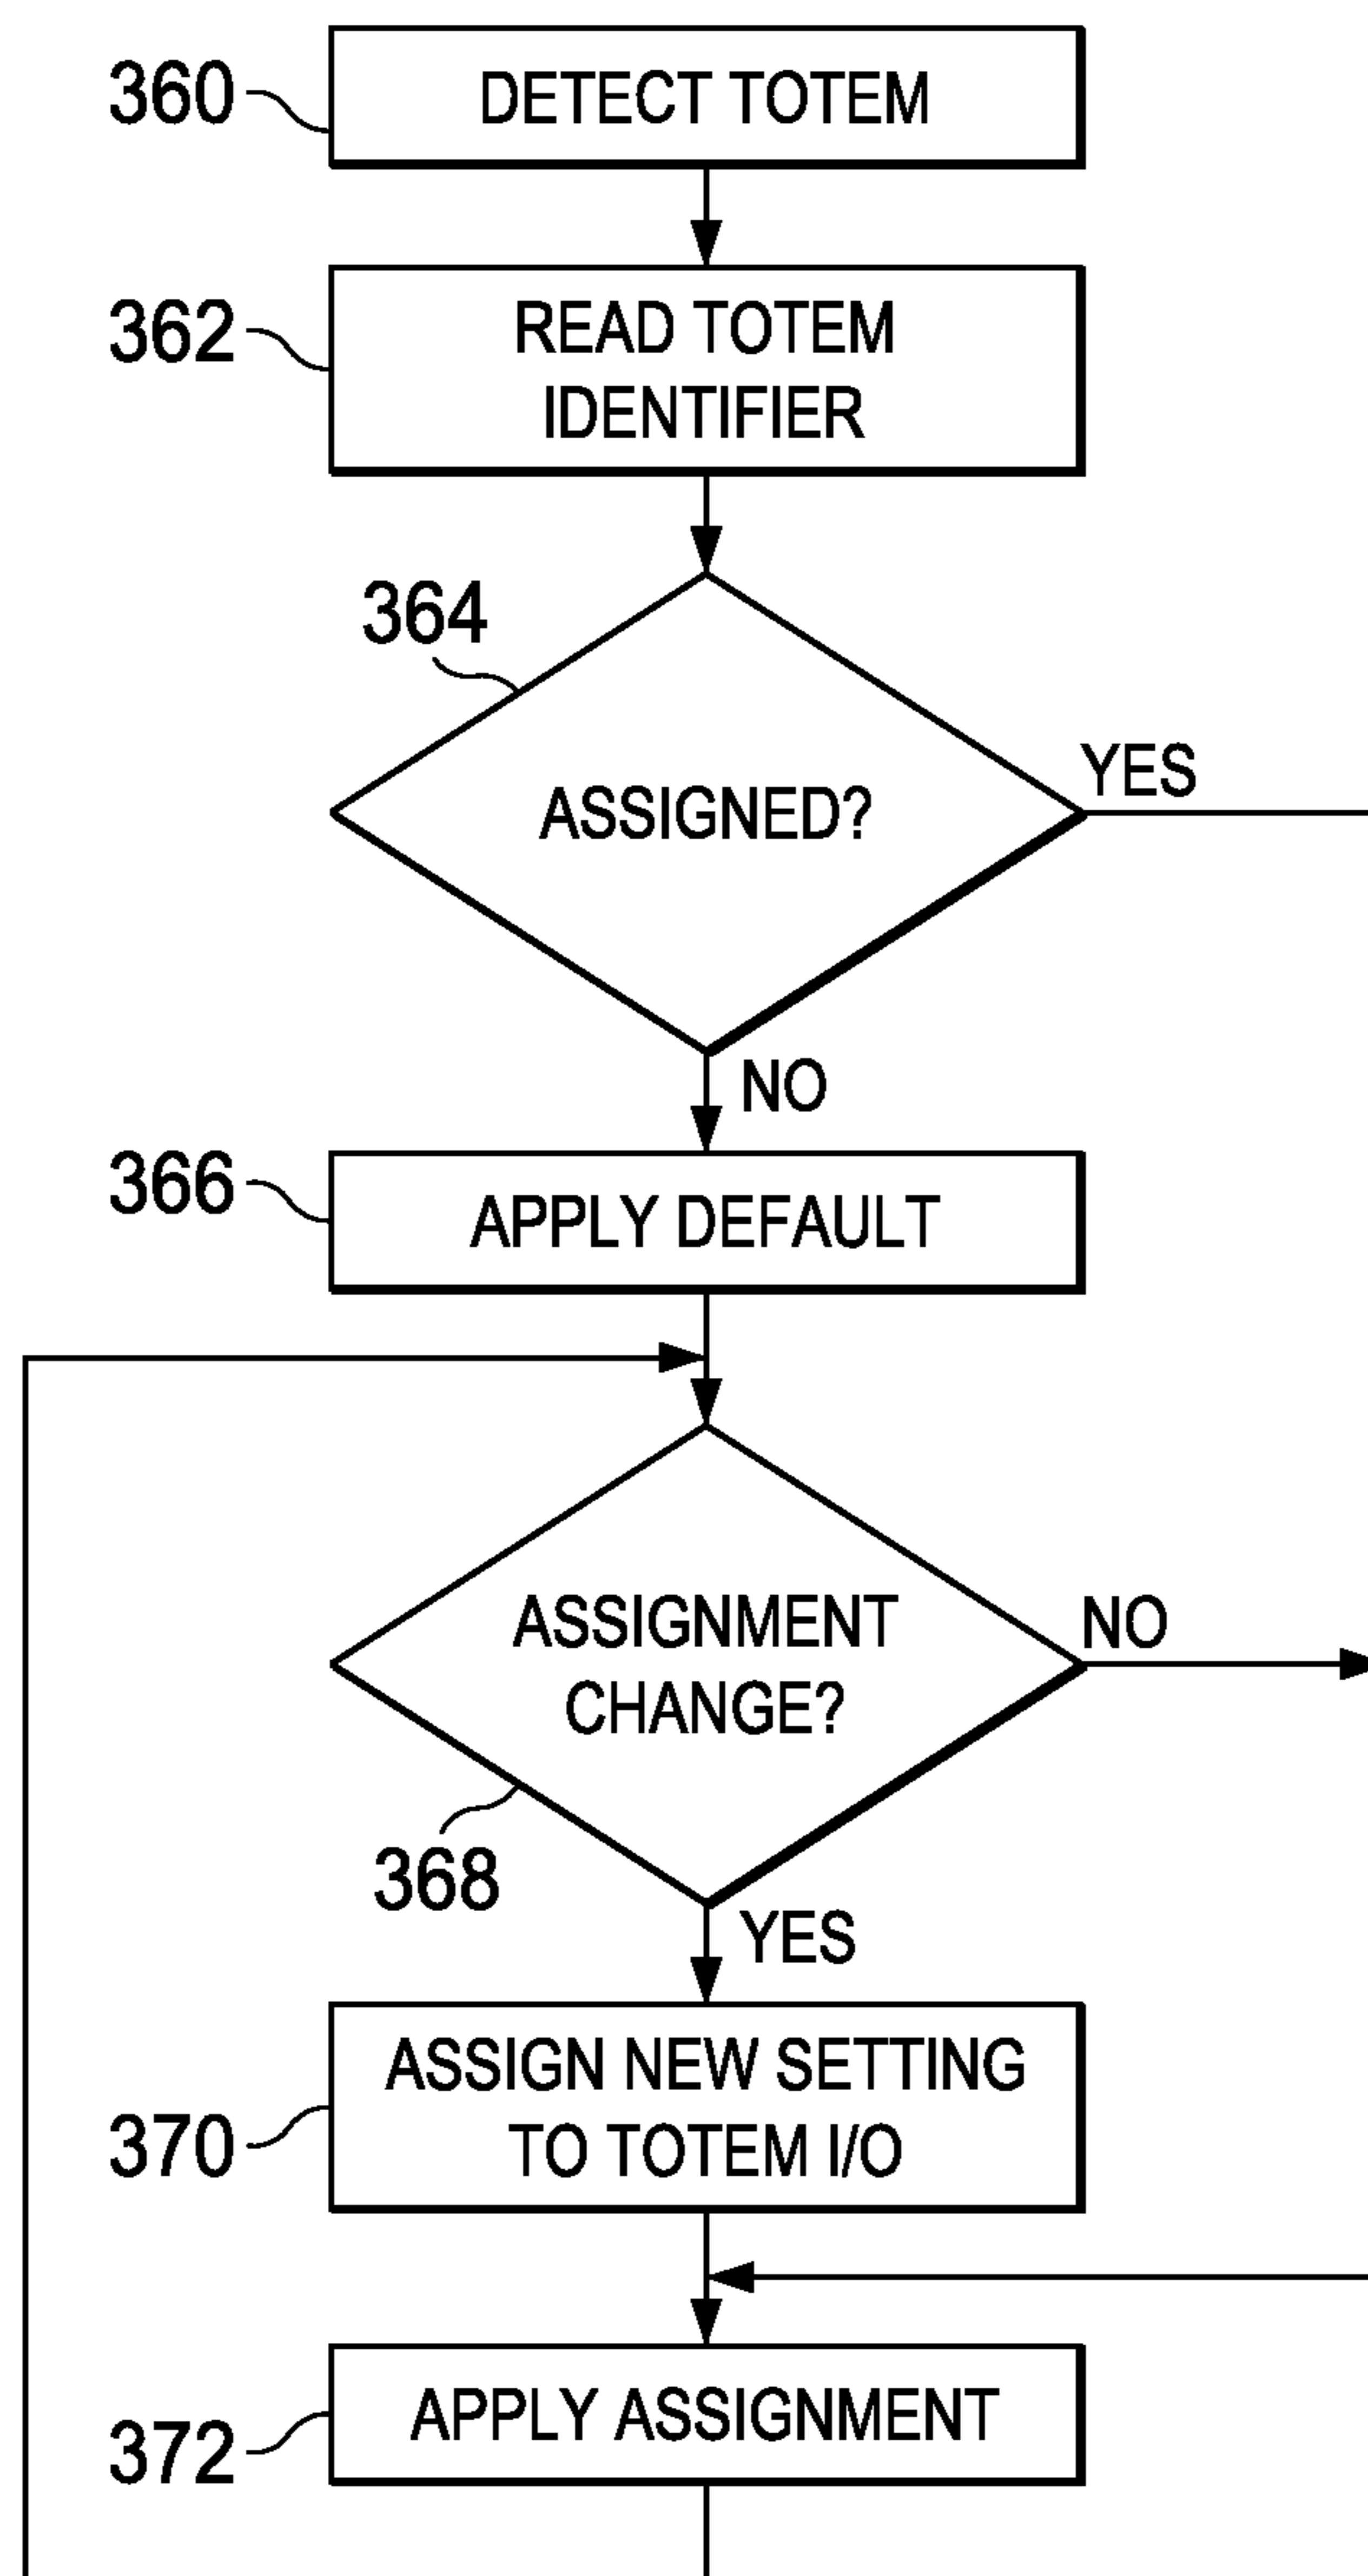 360
DETECT TOTEM
362
READ TOTEM
IDENTIFIER
364
ASSIGNED?
YES
NO
366
APPLY DEFAULT
ASSIGNMENT
CHANGE?
NO
368
YES
370
ASSIGN NEW SETTING
TO TOTEM I/O
372
APPLY ASSIGNMENT